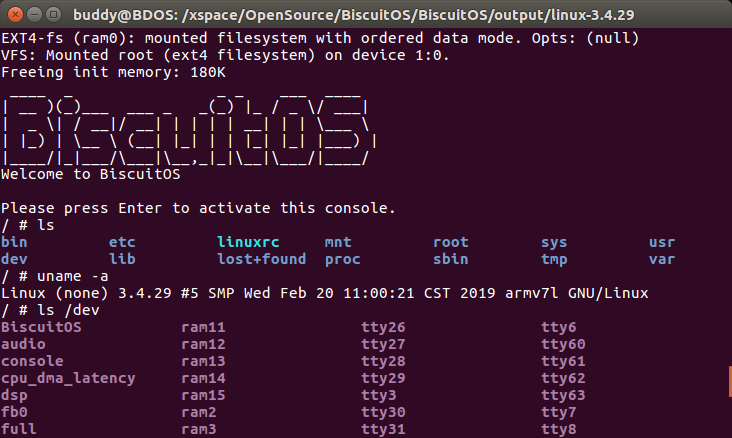 buddy@BDOS: /xspace/OpenSource/BiscuitOS/BiscuitOS/output/linux-3.4.29
EXT4-fs (ram0): mounted filesystem with ordered data mode. Opts: (null)
VFS: Mounted root (ext4 filesystem) on device 1:0.
Freeing init memory: 180K
BiscuitOS
Welcome to BiscuitOS
Please press Enter to activate this console.
/ # ls
bin etc linuxrc mnt root sys usr
dev lib lost+found proc sbin tmp var
/ # uname -a
Linux (none) 3.4.29 #5 SMP Wed Feb 20 11:00:21 CST 2019 armv7l GNU/Linux
/ # ls /dev
BiscuitOS ram11 tty26 tty6
audio ram12 tty27 tty60
console ram13 tty28 tty61
cpu_dma_latency ram14 tty29 tty62
dsp ram15 tty3 tty63
fb0 ram2 tty30 tty7
full ram3 tty31 tty8